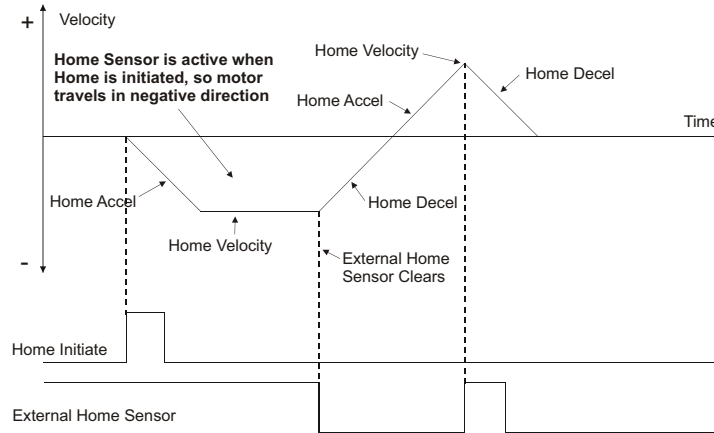 +
Velocity
Home Sensor is active when
Home is initiated, so motor
travels in negative direction
Home Velocity
Home Decel
Home Accel
Time
Home Accel
Home Decel
Home Velocity
External Home
Sensor Clears
-
Home Initiate
External Home Sensor